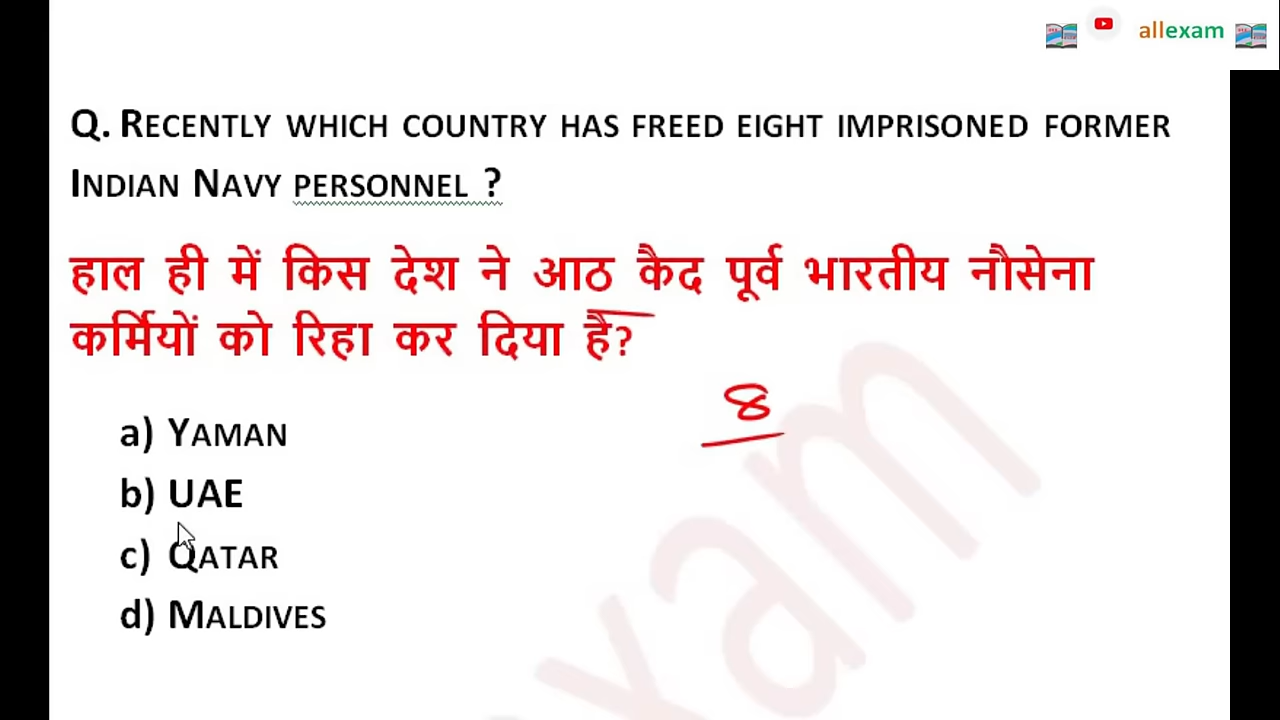 allexam
Q. RECENTLY WHICH COUNTRY HAS FREED EIGHT IMPRISONED FORMER
INDIAN NAVY PERSONNEL ?
हाल ही में किस देश ने आठ कैद पूर्व भारतीय नौसेना
कर्मियों को रिहा कर दिया है?
8
a) YAMAN
b) UAE
c) QATAR
d) MALDIVES
xam